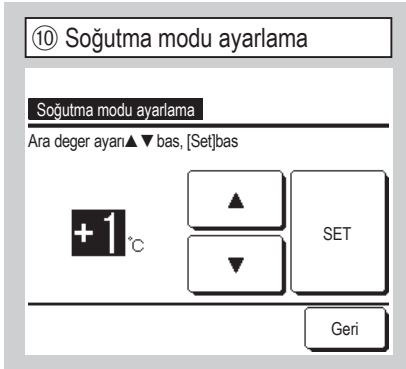 ⑩ Soğutma modu ayarlama
Soğutma modu ayarlama
Ara deger ayarı▲▼bas, [Set]bas
+1°C
▲
SET
▼
Geri